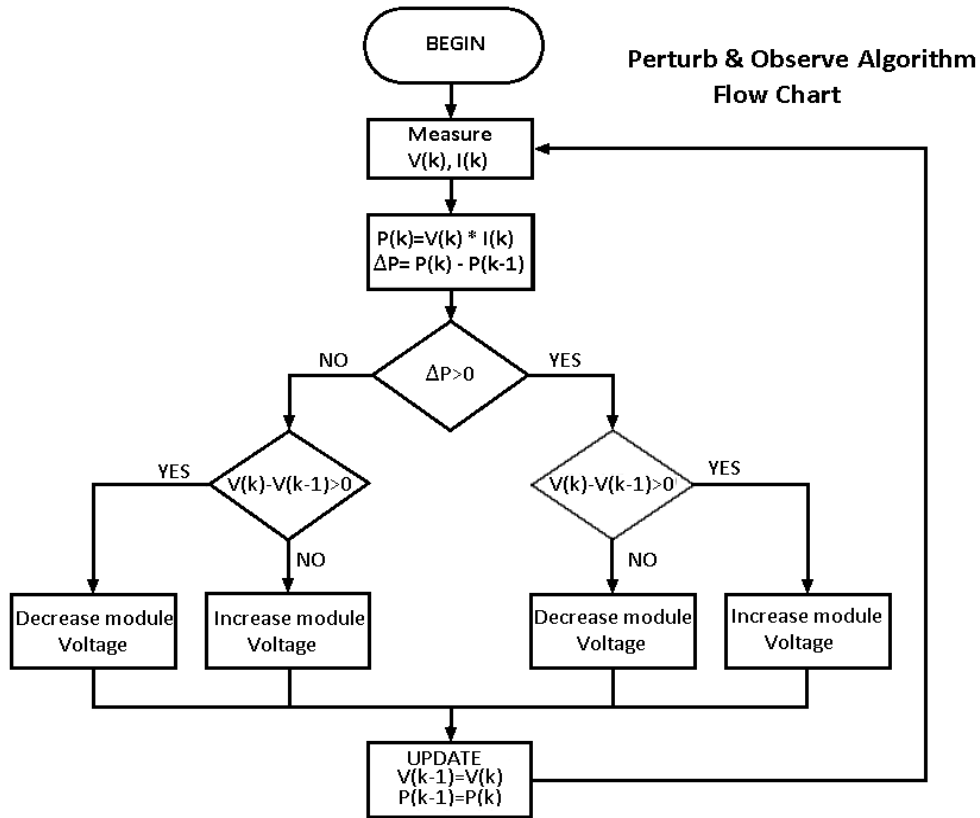 BEGIN
Perturb & Observe Algorithm
Flow Chart
Measure
V(k), I(k)
P(k)=V(k) * I(k)
ΔP= P(k) - P(k-1)
NO
ΔP>0
YES
YES
V(k)-V(k-1)>0
NO
V(k)-V(k-1)>0
YES
NO
Decrease module
Voltage
Increase module
Voltage
Decrease module
Voltage
Increase module
Voltage
UPDATE
V(k-1)=V(k)
P(k-1)=P(k)